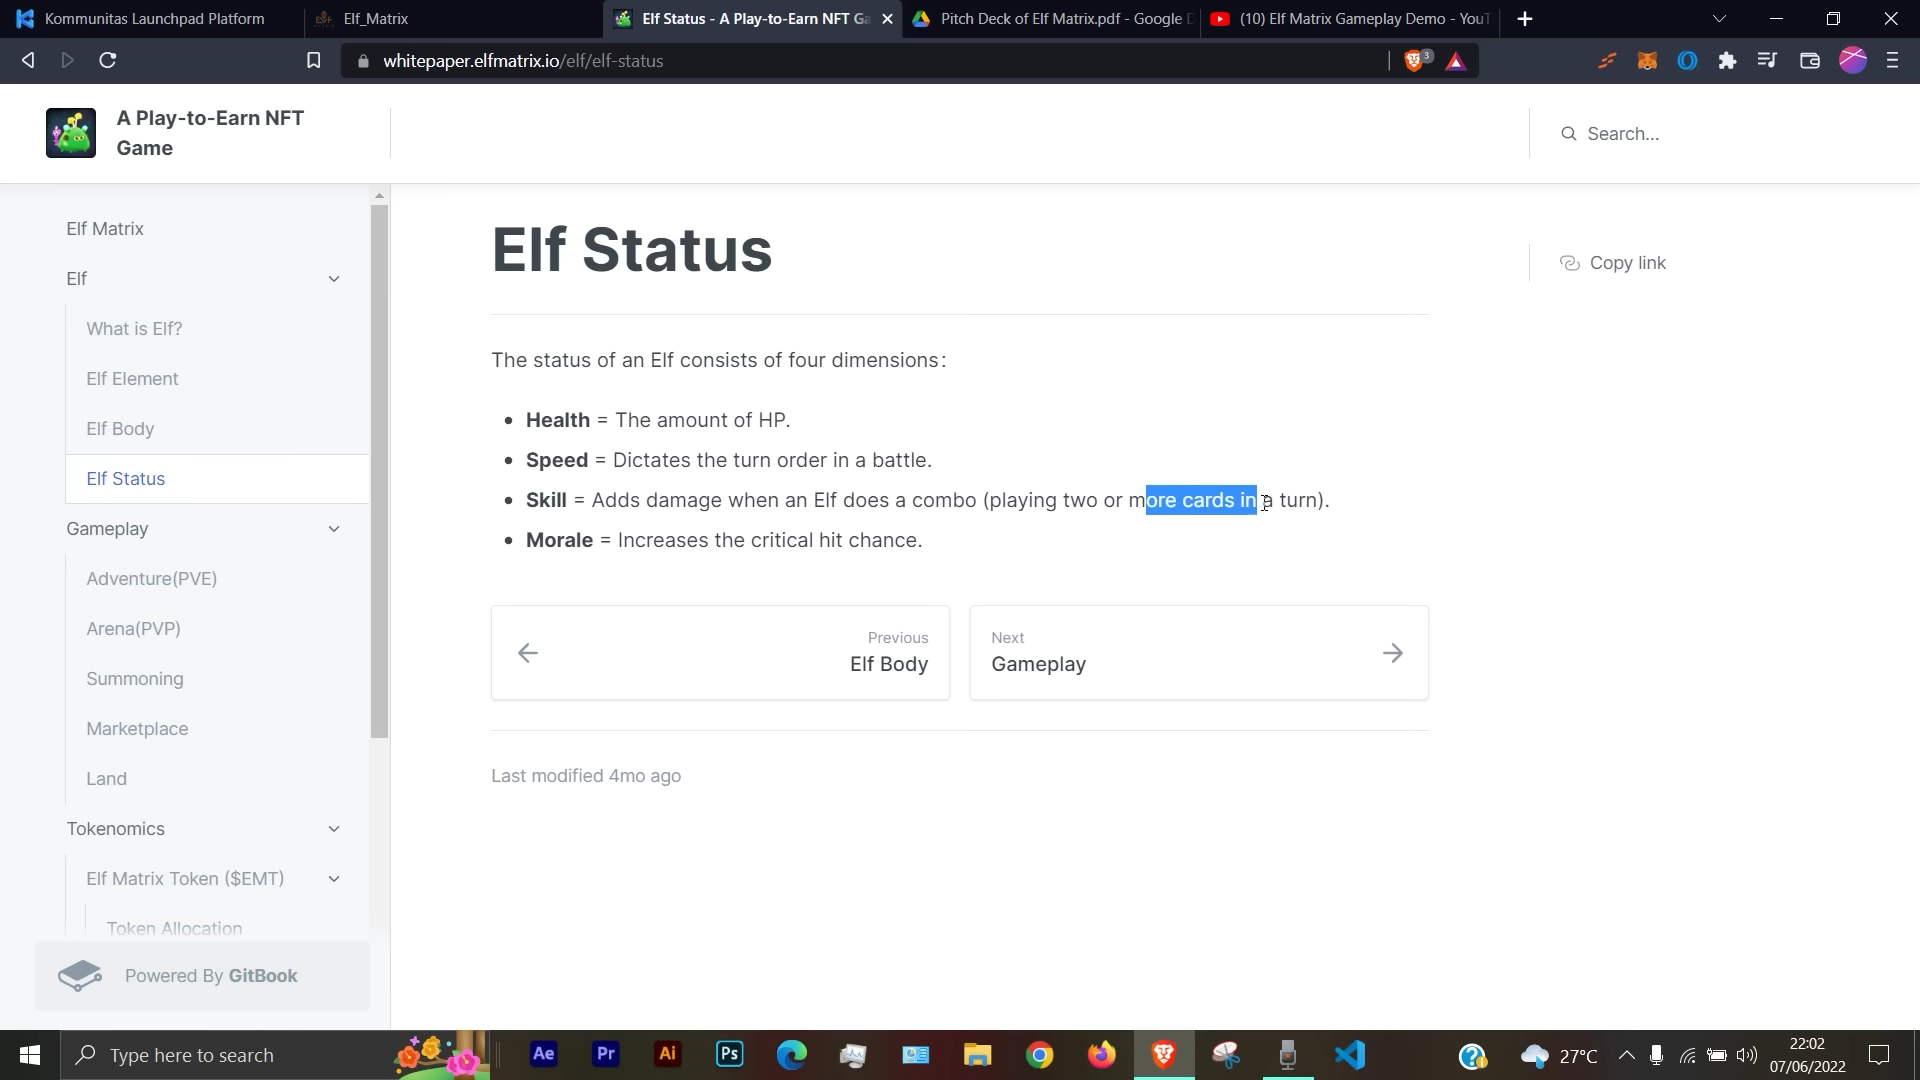 Kommunitas Launchpad Platform
Elf_Matrix
Elf Status - A Play-to-Earn NFT Ga
Pitch Deck of Elf Matrix.pdf - Google D
(10) Elf Matrix Gameplay Demo - YouT
whitepaper.elfmatrix.io/elf/elf-status
3
A Play-to-Earn NFT
Game
Search...
Elf Matrix
Elf
What is Elf?
Elf Element
Elf Body
Elf Status
Gameplay
Adventure(PVE)
Arena(PVP)
Summoning
Marketplace
Land
Tokenomics
Elf Matrix Token ($EMT)
Token Allocation
Powered By GitBook
Elf Status
Copy link
The status of an Elf consists of four dimensions:
• Health = The amount of HP.
• Speed = Dictates the turn order in a battle.
• Skill = Adds damage when an Elf does a combo (playing two or more cards in a turn).
• Morale = Increases the critical hit chance.
Previous
Elf Body
Next
Gameplay
Last modified 4mo ago
Type here to search
Ae
Pr
Ai
Ps
27°C
22:02
07/06/2022